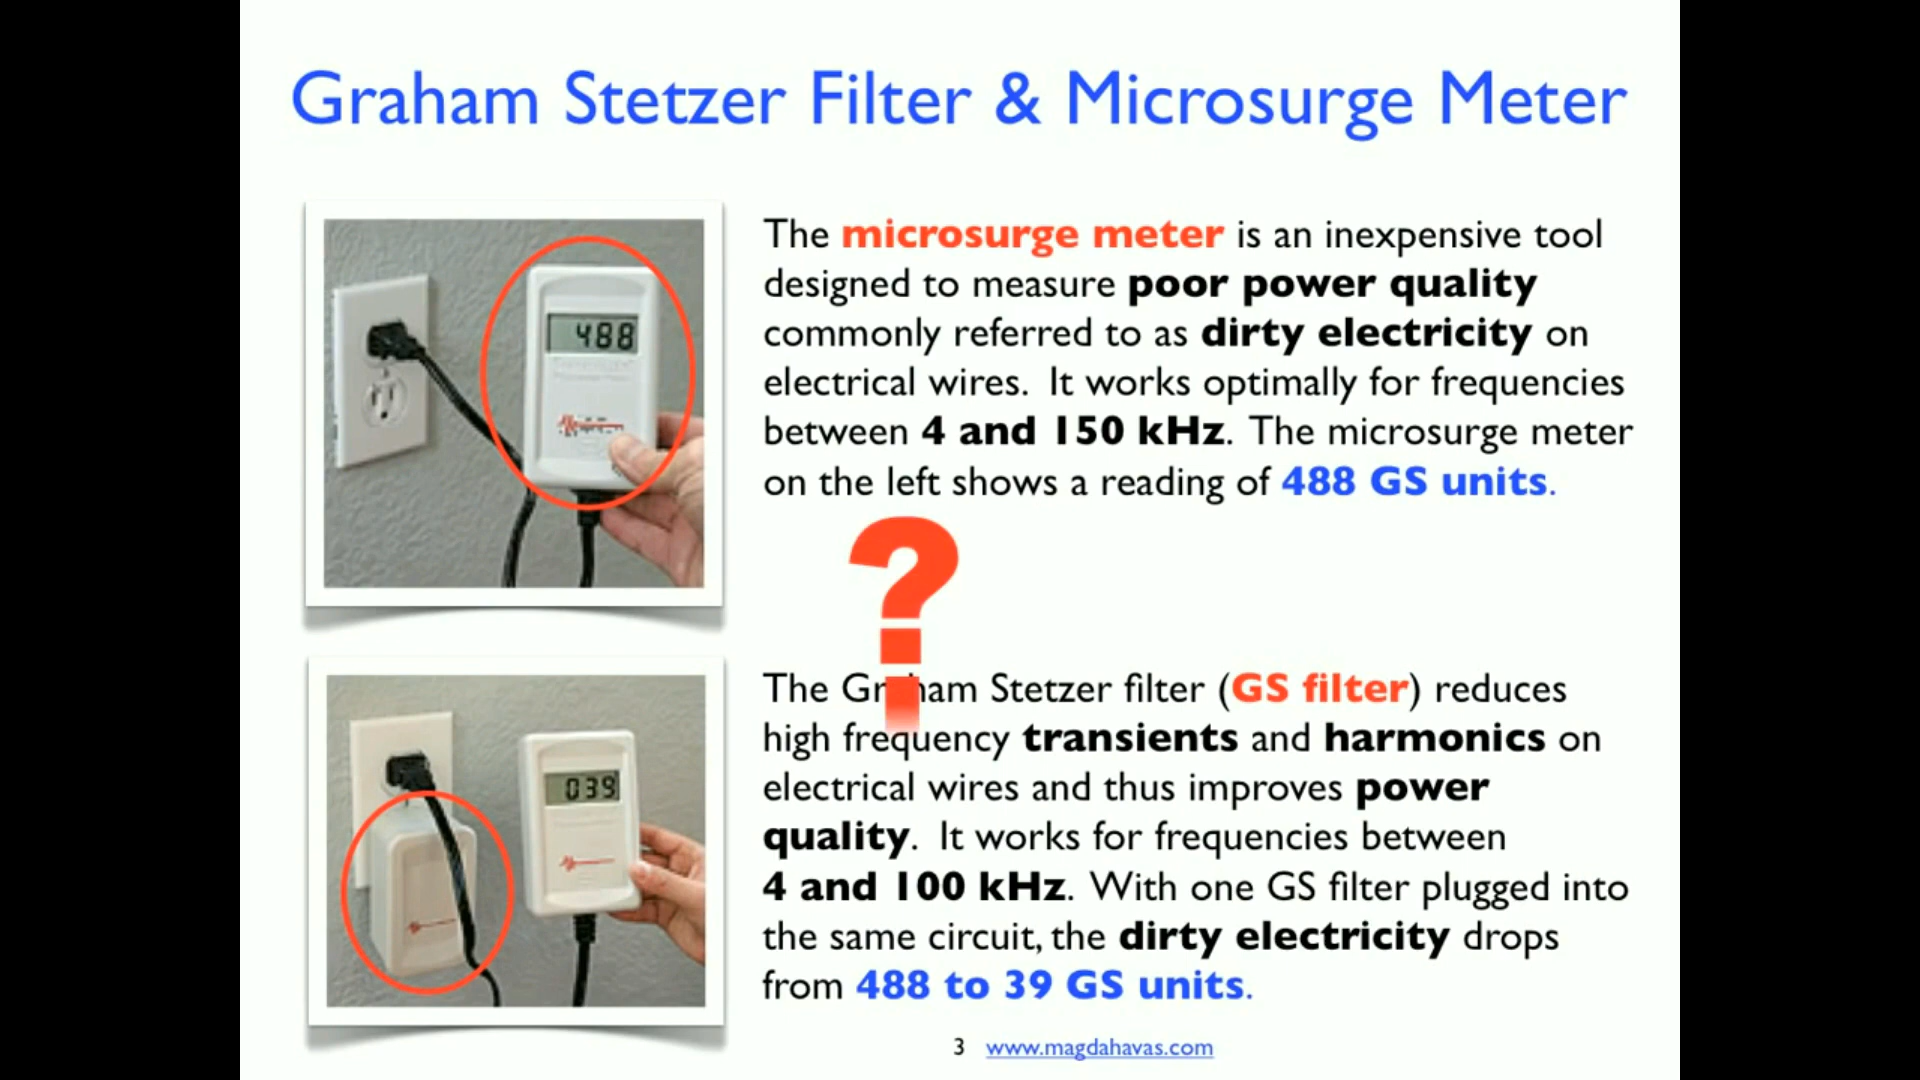 Graham Stetzer Filter & Microsurge Meter
488
The microsurge meter is an inexpensive tool
designed to measure poor power quality
commonly referred to as dirty electricity on
electrical wires. It works optimally for frequencies
between 4 and 150 kHz. The microsurge meter
on the left shows a reading of 488 GS units.
?
039
The Graham Stetzer filter (GS filter) reduces
high frequency transients and harmonics on
electrical wires and thus improves power
quality. It works for frequencies between
4 and 100 kHz. With one GS filter plugged into
the same circuit, the dirty electricity drops
from 488 to 39 GS units.
3 www.magdahavas.com